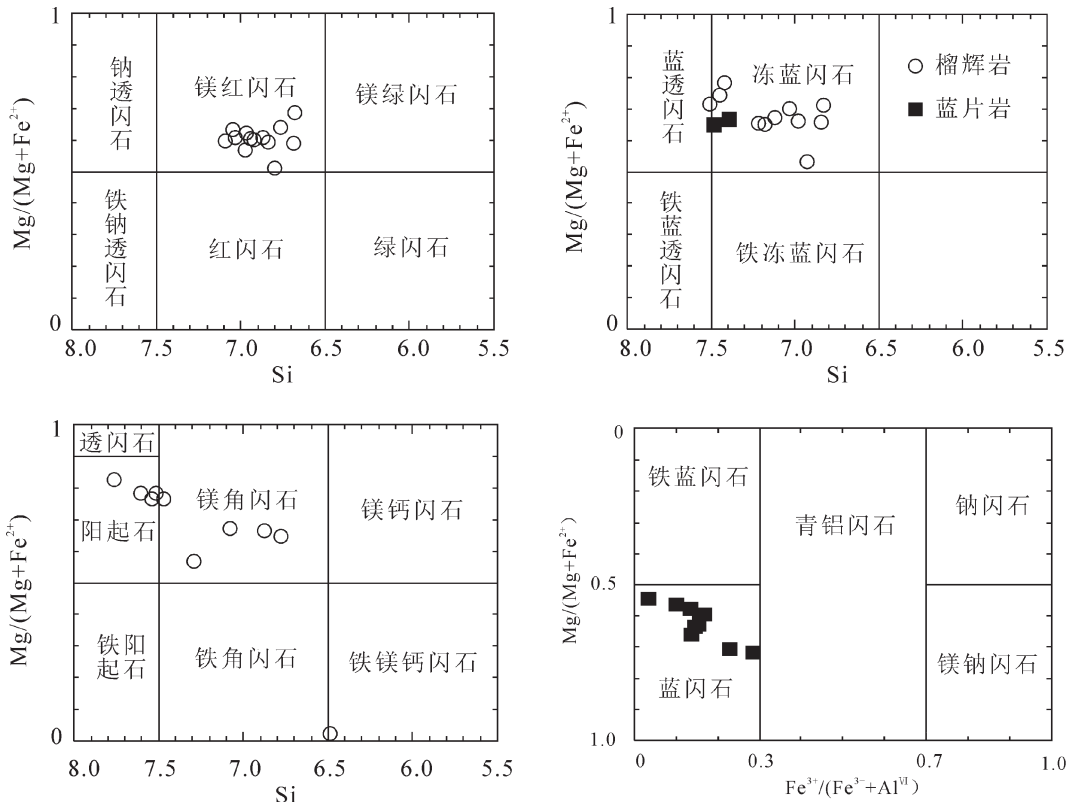 1
Mg/(Mg+Fe²⁺)
钠透闪石
镁红闪石
镁绿闪石
铁钠透闪石
红闪石
绿闪石
0
8.0 7.5 7.0 6.5 6.0 5.5
Si
1
Mg/(Mg+Fe²⁺)
蓝透闪石
冻蓝闪石
榴辉岩
蓝片岩
铁蓝透闪石
铁冻蓝闪石
0
8.0 7.5 7.0 6.5 6.0 5.5
Si
1
Mg/(Mg+Fe²⁺)
透闪石
阳起石
镁角闪石
镁钙闪石
铁阳
起石
铁角闪石
铁镁钙闪石
0
8.0 7.5 7.0 6.5 6.0 5.5
Si
0
Mg/(Mg+Fe²⁺)
铁蓝闪石
青铝闪石
钠闪石
0.5
蓝闪石
镁钠闪石
1.0
0 0.3 0.7 1.0
Fe³⁺/(Fe³⁻+Alⱽᴵ)